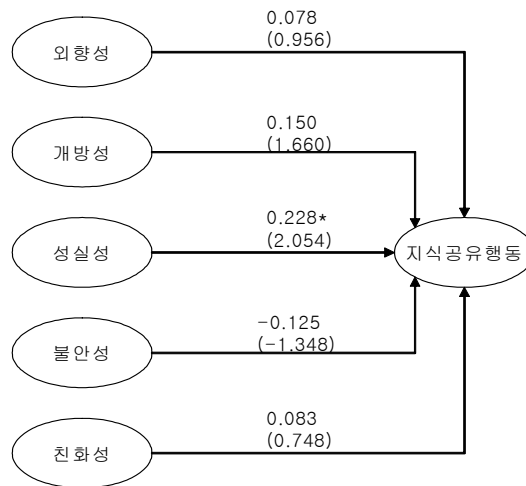 0.078
(0.956)
외향성
0.150
(1.660)
개방성
0.228*
(2.054)
성실성
지식공유행동
-0.125
(-1.348)
불안성
0.083
(0.748)
친화성